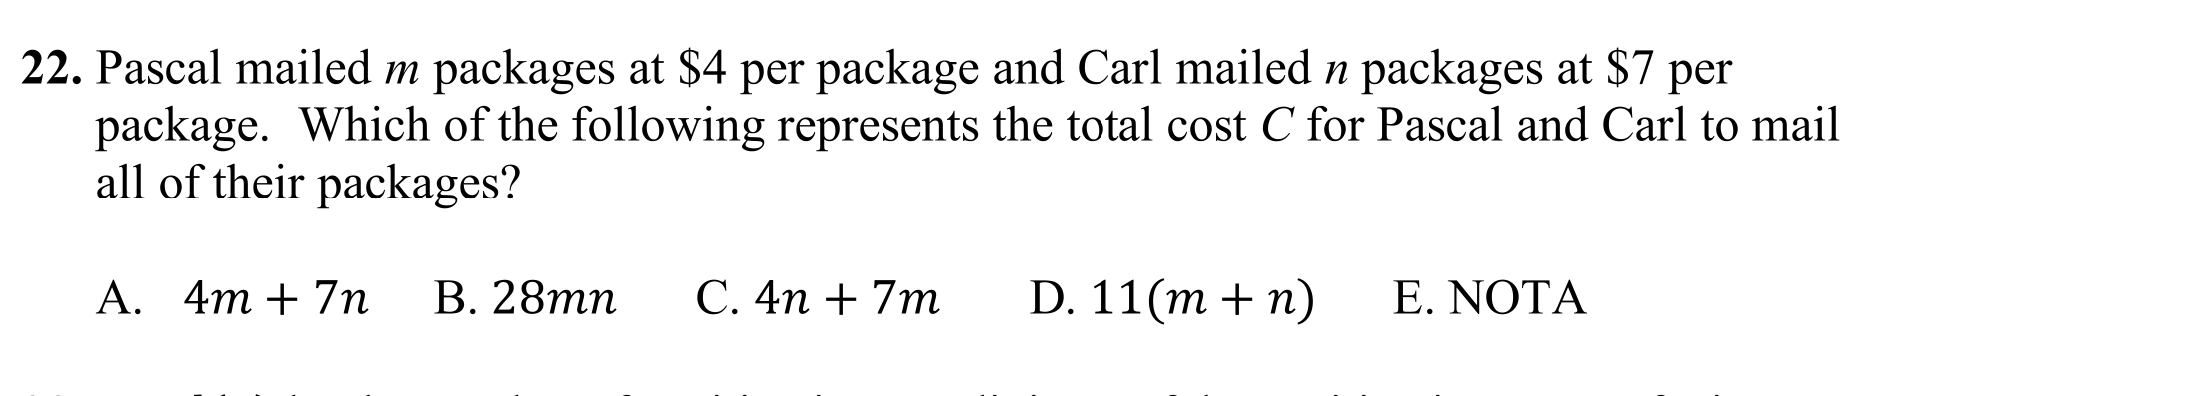 22. Pascal mailed m packages at $4 per package and Carl mailed n packages at $7 per
package.  Which of the following represents the total cost C for Pascal and Carl to mail
all of their packages?
A. 4m + 7n B. 28mn C. 4n + 7m D. 11(m + n) E. NOTA